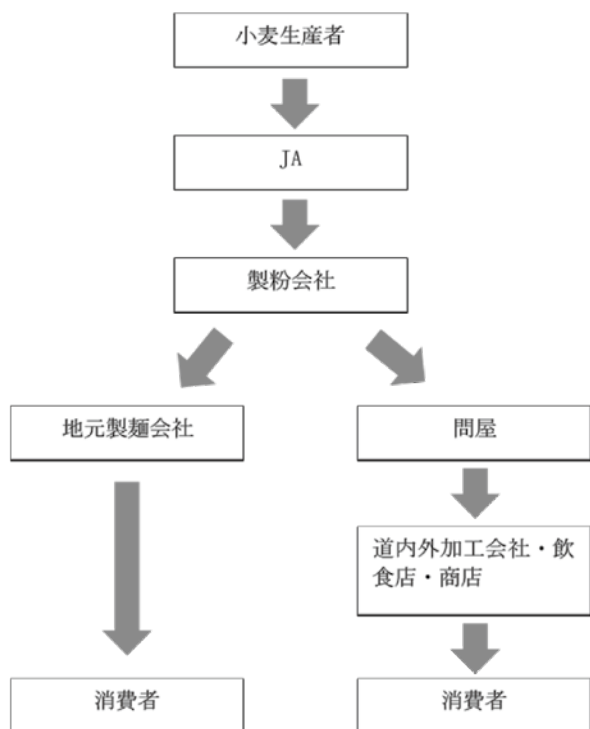 小麦生産者
JA
製粉会社
地元製麺会社
問屋
道内外加工会社・飲
食店・商店
消費者
消費者